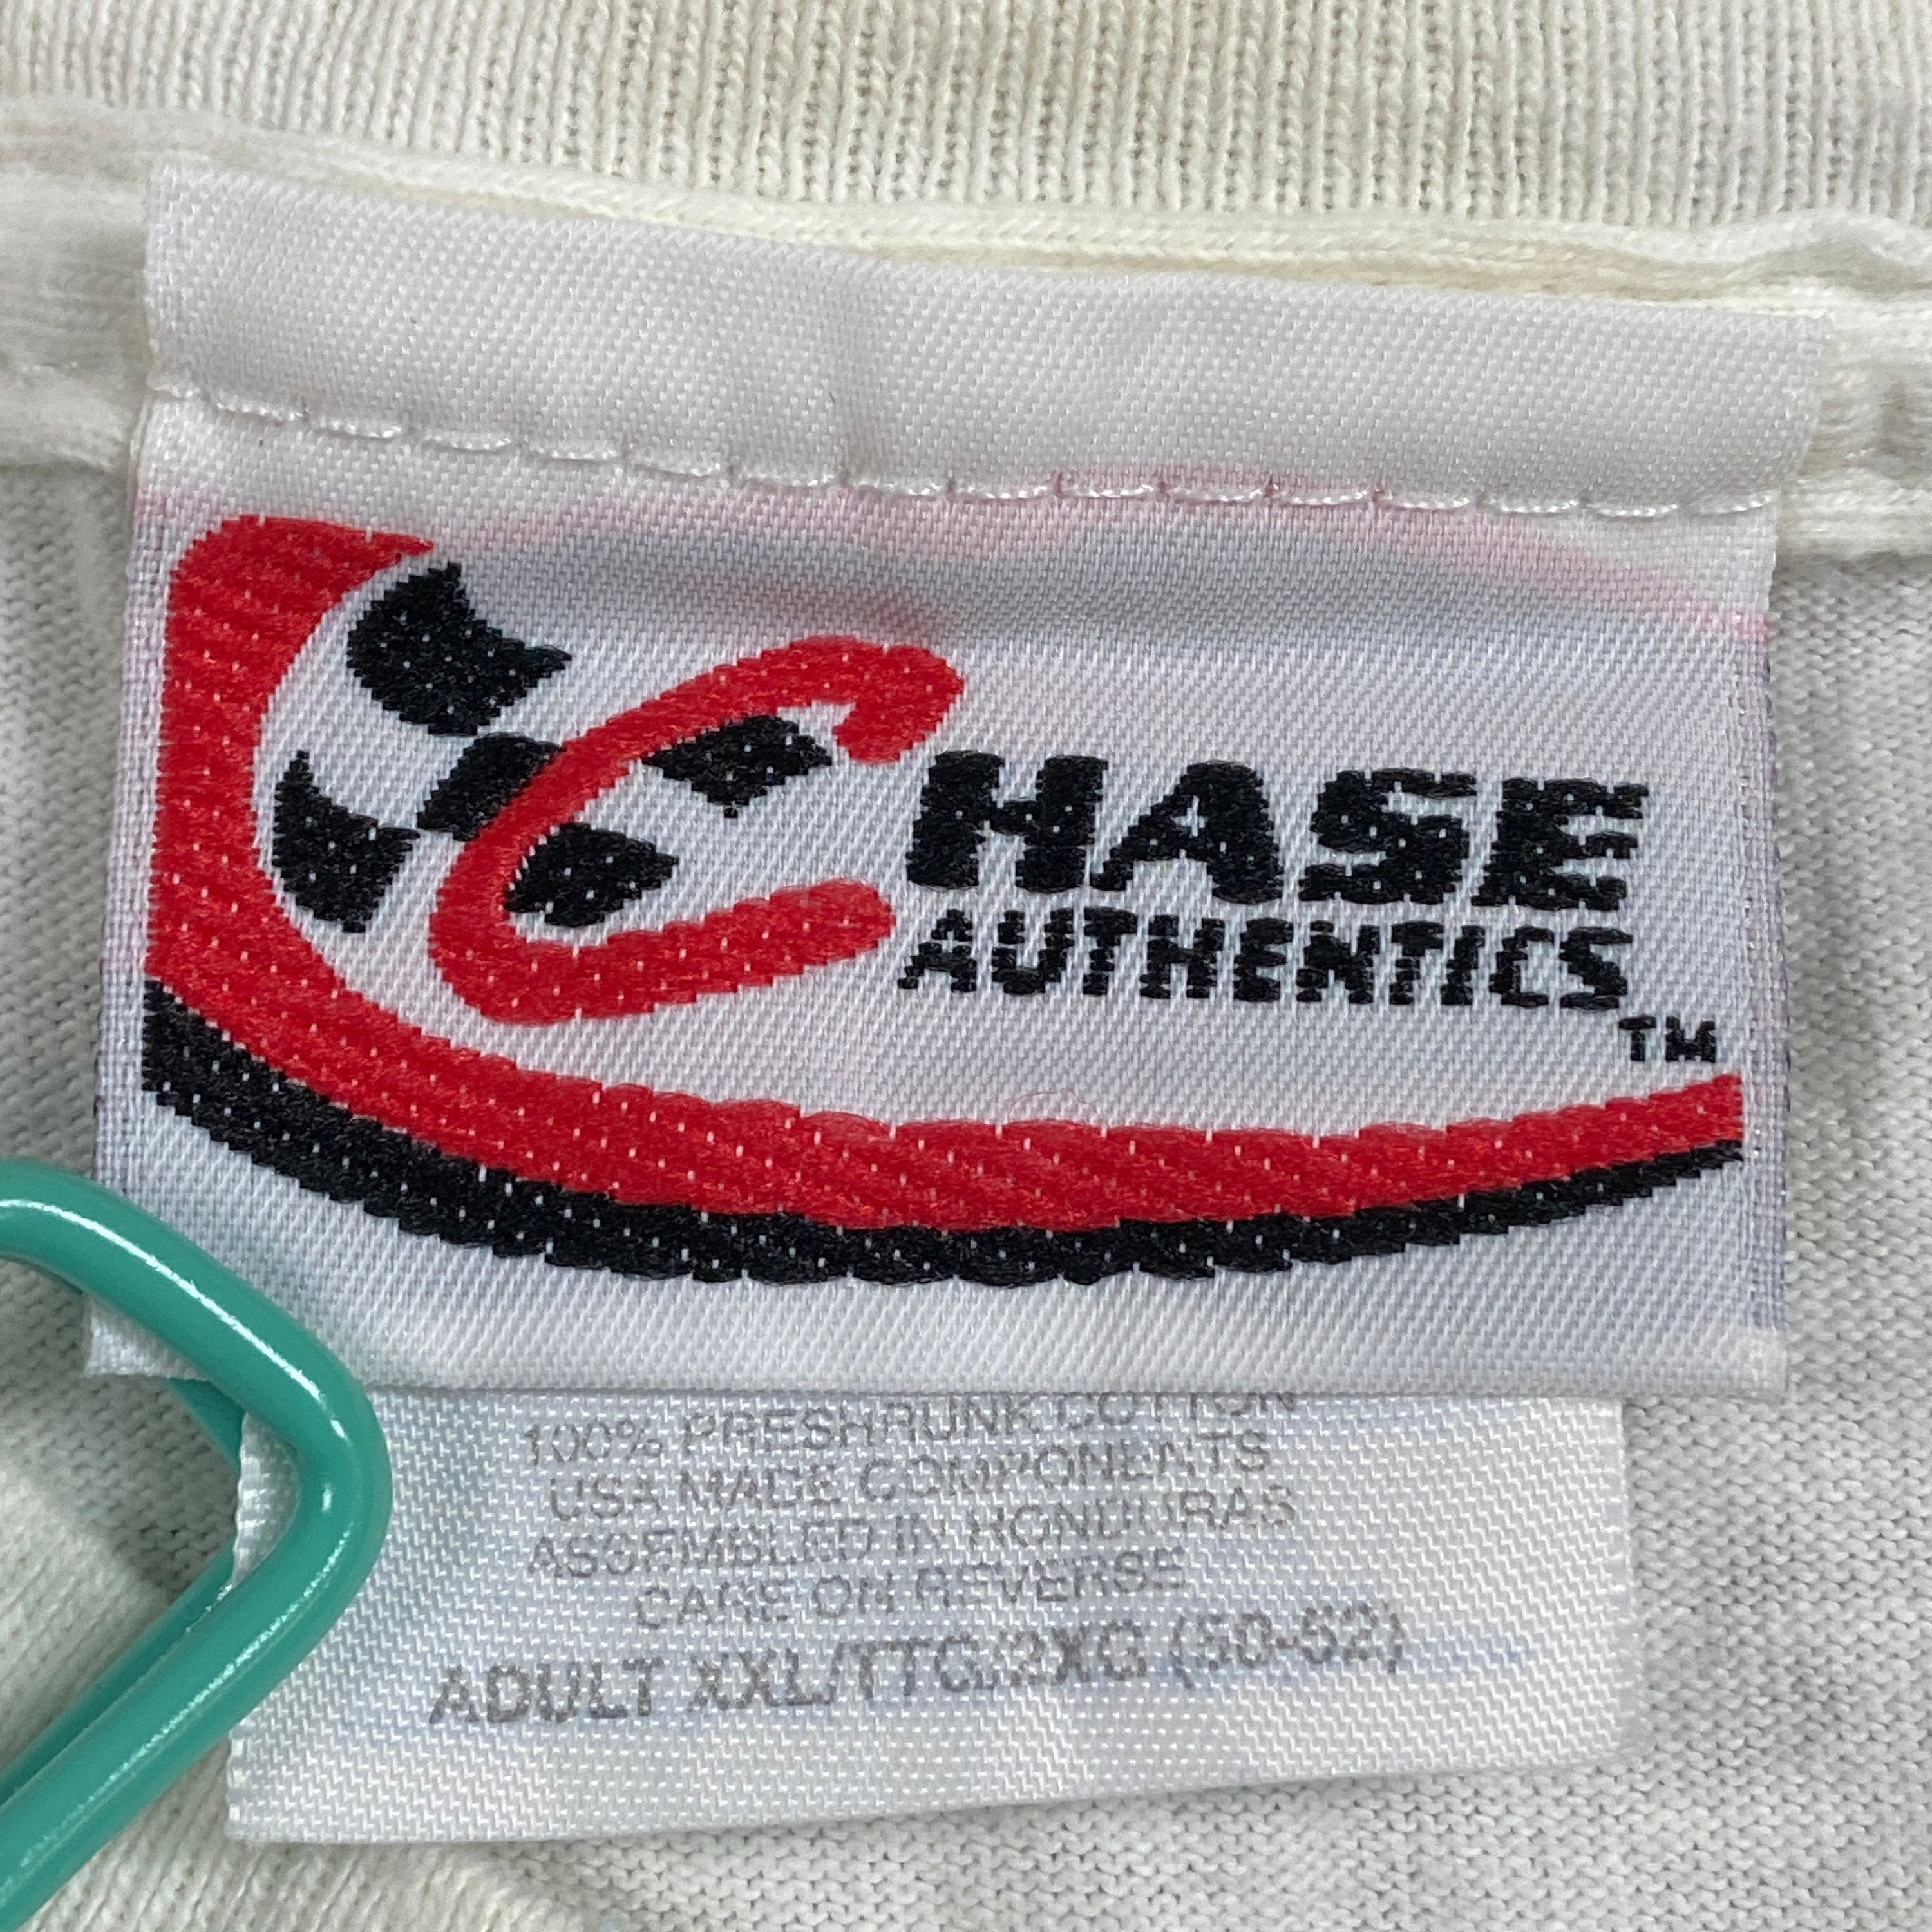 CHASE
AUTHENTICS
TM
100% PRESHRUNK COTTON
USA MADE COMPONENTS
ASSEMBLED IN HONDURAS
CARE ON REVERSE
ADULT XXL/TTG/2XG (50-52)